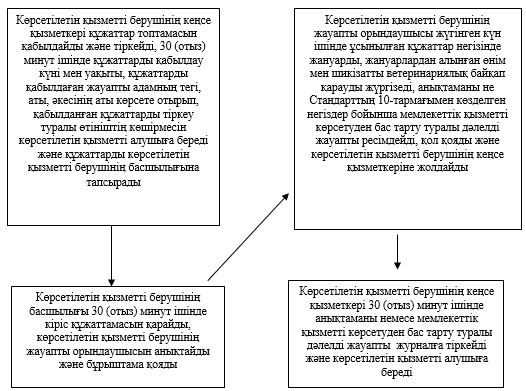 Көрсетілетін қызметті берушінің кеңсе
қызметкері құжаттар топтамасын
қабылдайды және тіркейді, 30 (отыз)
минут ішінде құжаттарды қабылдау
күні мен уақыты, құжаттарды
қабылдаған жауапты адамның тегі,
аты, әкесінің аты көрсете отырып,
қабылданған құжаттарды тіркеу
туралы өтініштің көшірмесін
көрсетілетін қызметті алушыға береді
және құжаттарды көрсетілетін
қызметті берушінің басшылығына
тапсырады
Көрсетілетін қызметті берушінің
басшылығы 30 (отыз) минут ішінде
кіріс құжаттамасын қарайды,
көрсетілетін қызметті берушінің
жауапты орындаушысын анықтайды
және бұрыштама қояды
Көрсетілетін қызметті берушінің
жауапты орындаушысы жүгінген күн
ішінде ұсынылған құжаттар негізінде
жануарды, жануарлардан алынған өнім
мен шикізатты ветеринариялық байқап
қарауды жүргізеді, анықтаманы не
Стандарттың 10-тармағымен көзделген
негіздер бойынша мемлекеттік қызметті
көрсетуден бас тарту туралы дәлелді
жауапты ресімдейді, қол қояды және
көрсетілетін қызметті берушінің кеңсе
қызметкеріне жолдайды
Көрсетілетін қызметті берушінің кеңсе
қызметкері 30 (отыз) минут ішінде
анықтаманы немесе мемлекеттік
қызметті көрсетуден бас тарту туралы
дәлелді жауапты журналға тіркейді
және көрсетілетін қызметті алушыға
береді